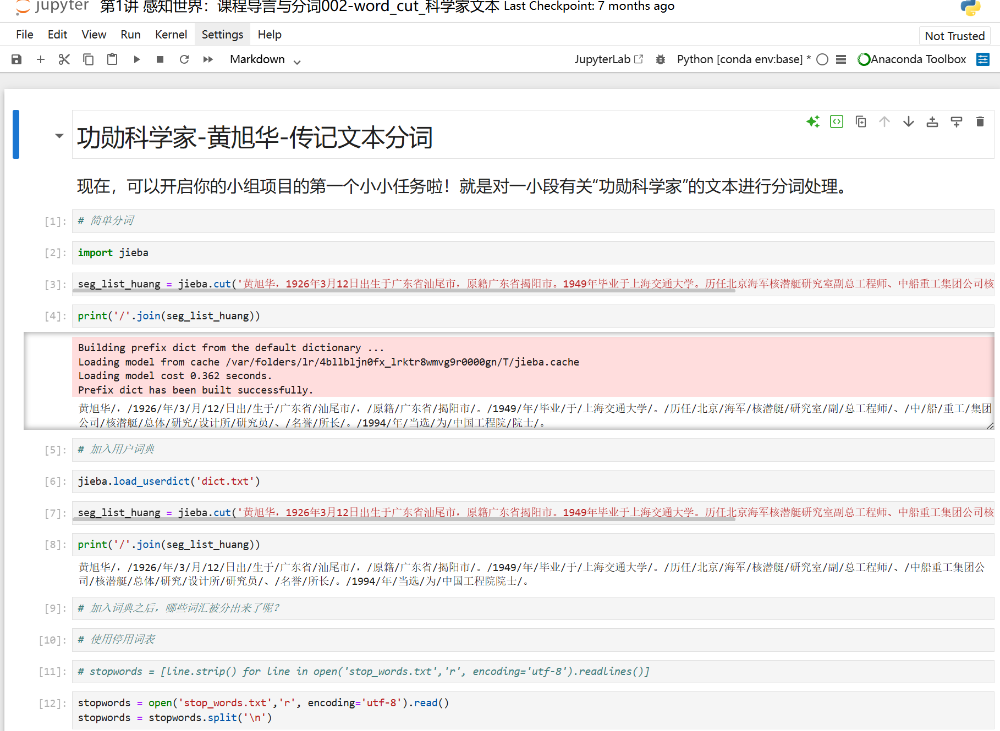 jupyter 第1讲 感知世界：课程导言与分词002-word_cut_科学家文本 Last Checkpoint: 7 months ago
File Edit View Run Kernel Settings Help Not Trusted
Markdown JupyterLab Python [conda env:base] * Anaconda Toolbox
功勋科学家-黄旭华-传记文本分词
现在，可以开启你的小组项目的第一个小小任务啦！就是对一小段有关“功勋科学家”的文本进行分词处理。
[1]: # 简单分词
[2]: import jieba
[3]: seg_list_huang = jieba.cut('黄旭华，1926年3月12日出生于广东省汕尾市，原籍广东省揭阳市。1949年毕业于上海交通大学。历任北京海军核潜艇研究室副总工程师、中船重工集团公司核
[4]: print('/'.join(seg_list_huang))
Building prefix dict from the default dictionary ...
Loading model from cache /var/folders/lr/4bllbljn0fx_lrktr8wmvg9r0000gn/T/jieba.cache
Loading model cost 0.362 seconds.
Prefix dict has been built successfully.
黄旭华/，/1926/年/3/月/12/日出/生于/广东省/汕尾市/，/原籍/广东省/揭阳市/。/1949/年/毕业/于/上海交通大学/。/历任/北京/海军/核潜艇/研究室/副/总工程师/、/中/船/重工/集团
公司/核潜艇/总体/研究/设计所/研究员/、/名誉/所长/。/1994/年/当选/为/中国工程院/院士/。
[5]: # 加入用户词典
[6]: jieba.load_userdict('dict.txt')
[7]: seg_list_huang = jieba.cut('黄旭华，1926年3月12日出生于广东省汕尾市，原籍广东省揭阳市。1949年毕业于上海交通大学。历任北京海军核潜艇研究室副总工程师、中船重工集团公司核
[8]: print('/'.join(seg_list_huang))
黄旭华/，/1926/年/3/月/12/日出/生于/广东省/汕尾市/，/原籍/广东省/揭阳市/。/1949/年/毕业/于/上海交通大学/。/历任/北京/海军/核潜艇/研究室/副/总工程师/、/中船重工集团公
司/核潜艇/总体/研究/设计所/研究员/、/名誉/所长/。/1994/年/当选/为/中国工程院院士/。
[9]: # 加入词典之后，哪些词汇被分出来了呢？
[10]: # 使用停用词表
[11]: # stopwords = [line.strip() for line in open('stop_words.txt','r', encoding='utf-8').readlines()]
[12]: stopwords = open('stop_words.txt','r', encoding='utf-8').read()
stopwords = stopwords.split('\n')